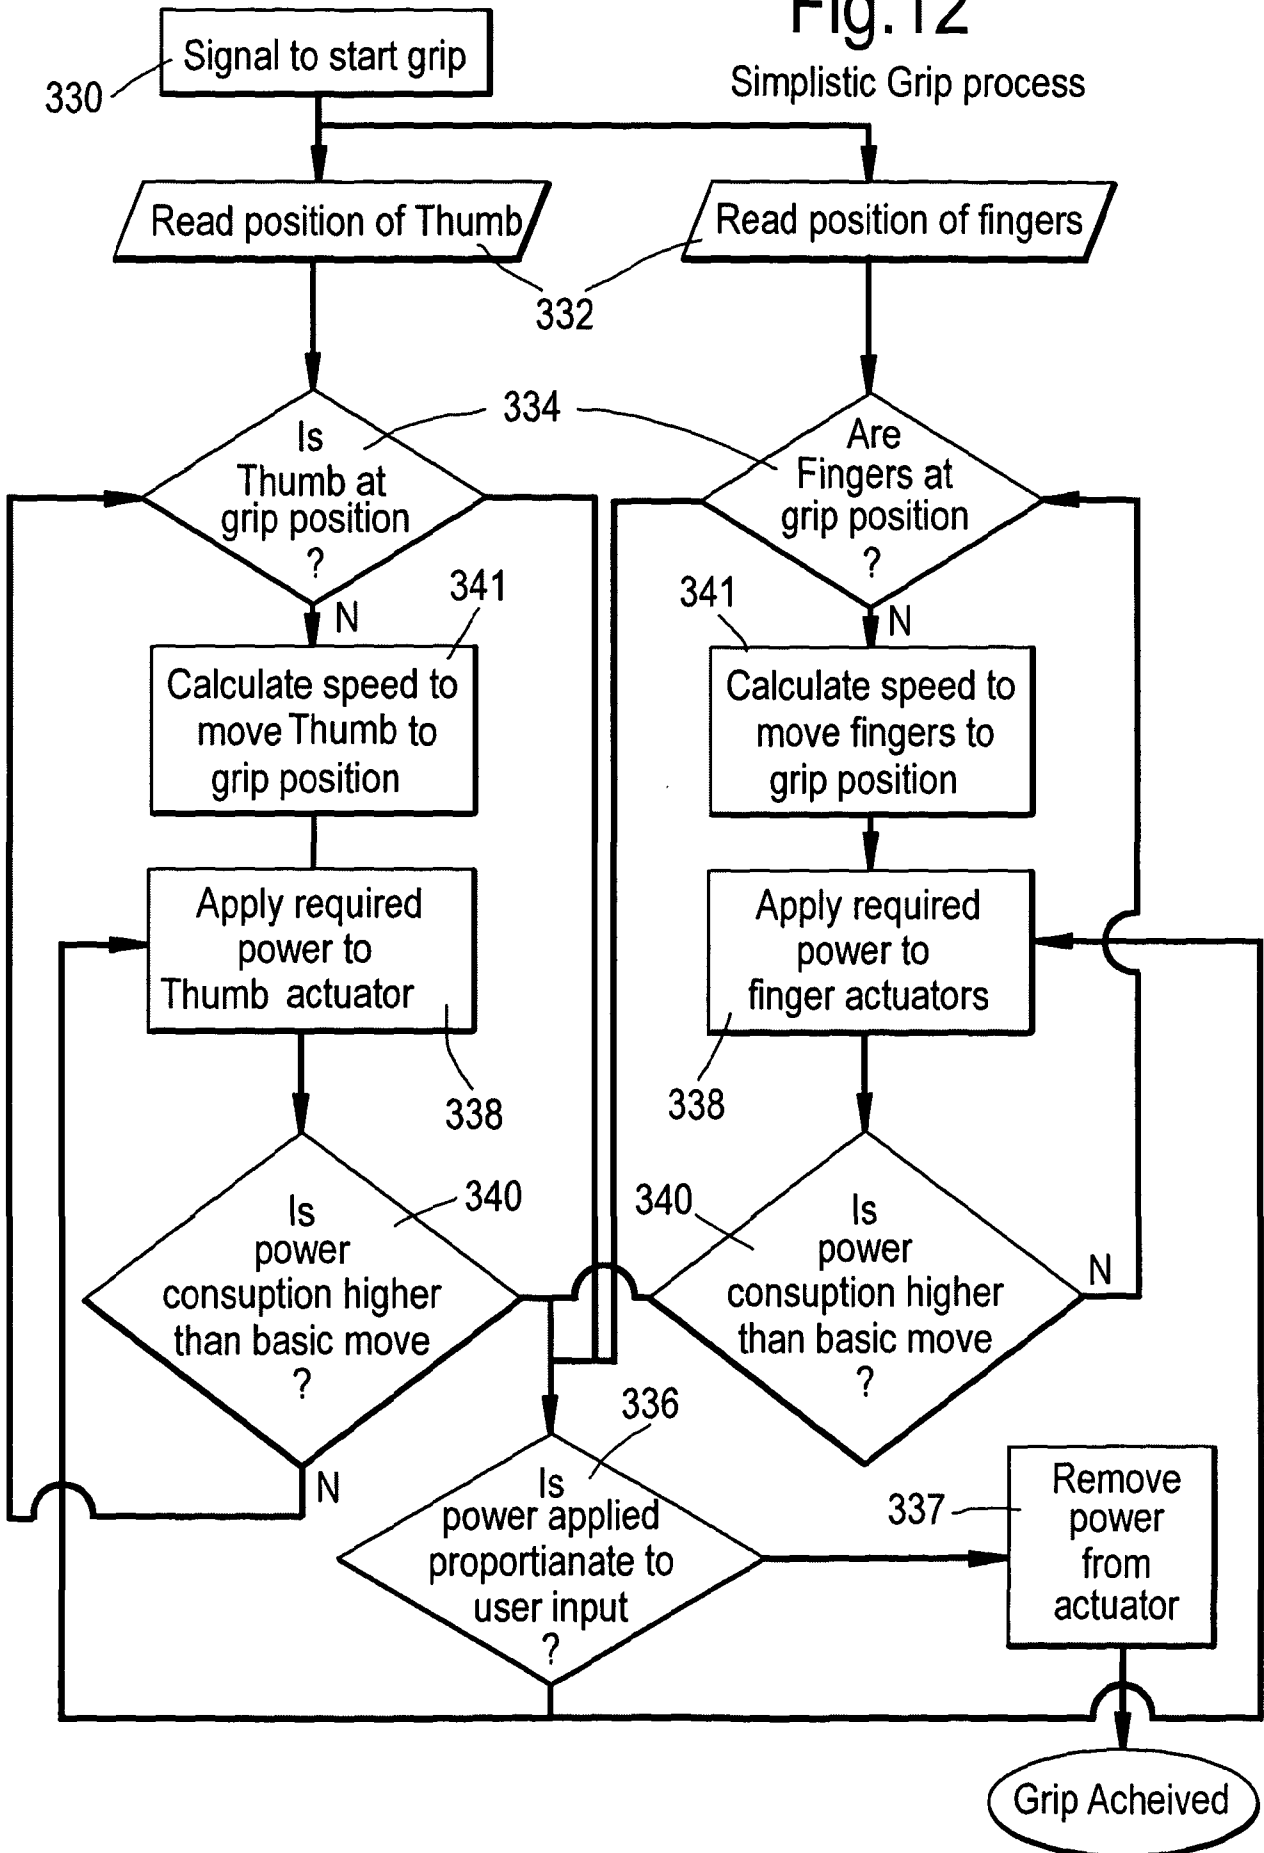 Fig.12
Simplistic Grip process
Signal to start grip
330
Read position of Thumb
Read position of fingers
332
334
Is
Thumb at
grip position
?
N
Are
Fingers at
grip position
?
N
341
Calculate speed to
move Thumb to
grip position
341
Calculate speed to
move fingers to
grip position
Apply required
power to
Thumb actuator
338
Apply required
power to
finger actuators
338
340
Is
power
consuption higher
than basic move
?
N
340
Is
power
consuption higher
than basic move
?
N
336
Is
power applied
proportianate to
user input
?
337
Remove
power
from
actuator
Grip Acheived